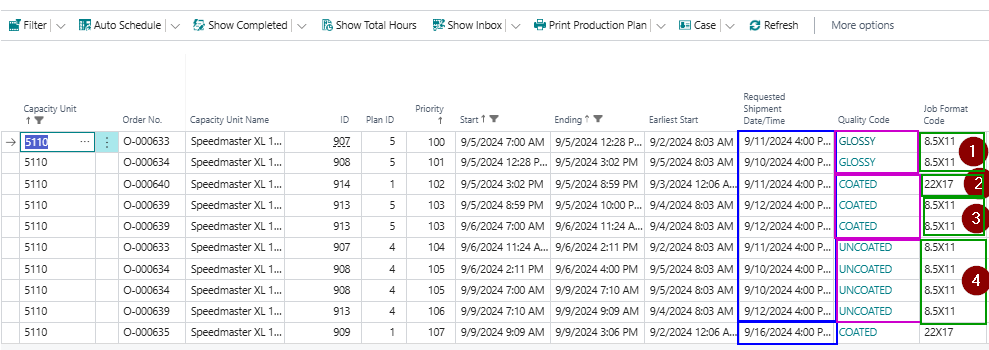 Filter Auto Schedule Show Completed Show Total Hours Show Inbox Print Production Plan Case Refresh More options
Capacity Unit Order No. Capacity Unit Name ID Plan ID Priority Start Ending Earliest Start Requested Shipment Date/Time Quality Code Job Format Code
5110 O-000633 Speedmaster XL 1... 907 5 100 9/5/2024 7:00 AM 9/5/2024 12:28 P... 9/2/2024 8:03 AM 9/11/2024 4:00 P... GLOSSY 8.5X11
1
5110 O-000634 Speedmaster XL 1... 908 5 101 9/5/2024 12:28 P... 9/5/2024 3:02 PM 9/5/2024 8:03 AM 9/10/2024 4:00 P... GLOSSY 8.5X11
5110 O-000640 Speedmaster XL 1... 914 1 102 9/5/2024 3:02 PM 9/5/2024 8:59 PM 9/3/2024 12:06 A... 9/11/2024 4:00 P... COATED 22X17 2
5110 O-000639 Speedmaster XL 1... 913 5 103 9/5/2024 8:59 PM 9/5/2024 10:00 P... 9/4/2024 8:03 AM 9/12/2024 4:00 P... COATED 8.5X11
3
5110 O-000639 Speedmaster XL 1... 913 5 103 9/6/2024 7:00 AM 9/6/2024 11:24 A... 9/4/2024 8:03 AM 9/12/2024 4:00 P... COATED 8.5X11
5110 O-000633 Speedmaster XL 1... 907 4 104 9/6/2024 11:24 A... 9/6/2024 2:11 PM 9/2/2024 8:03 AM 9/11/2024 4:00 P... UNCOATED 8.5X11
5110 O-000634 Speedmaster XL 1... 908 4 105 9/6/2024 2:11 PM 9/6/2024 4:00 PM 9/5/2024 8:03 AM 9/10/2024 4:00 P... UNCOATED 8.5X11
4
5110 O-000634 Speedmaster XL 1... 908 4 105 9/9/2024 7:00 AM 9/9/2024 7:10 AM 9/5/2024 8:03 AM 9/10/2024 4:00 P... UNCOATED 8.5X11
5110 O-000639 Speedmaster XL 1... 913 4 106 9/9/2024 7:10 AM 9/9/2024 9:09 AM 9/4/2024 8:03 AM 9/12/2024 4:00 P... UNCOATED 8.5X11
5110 O-000635 Speedmaster XL 1... 909 1 107 9/9/2024 9:09 AM 9/9/2024 3:06 PM 9/2/2024 12:06 A... 9/16/2024 4:00 P... COATED 22X17